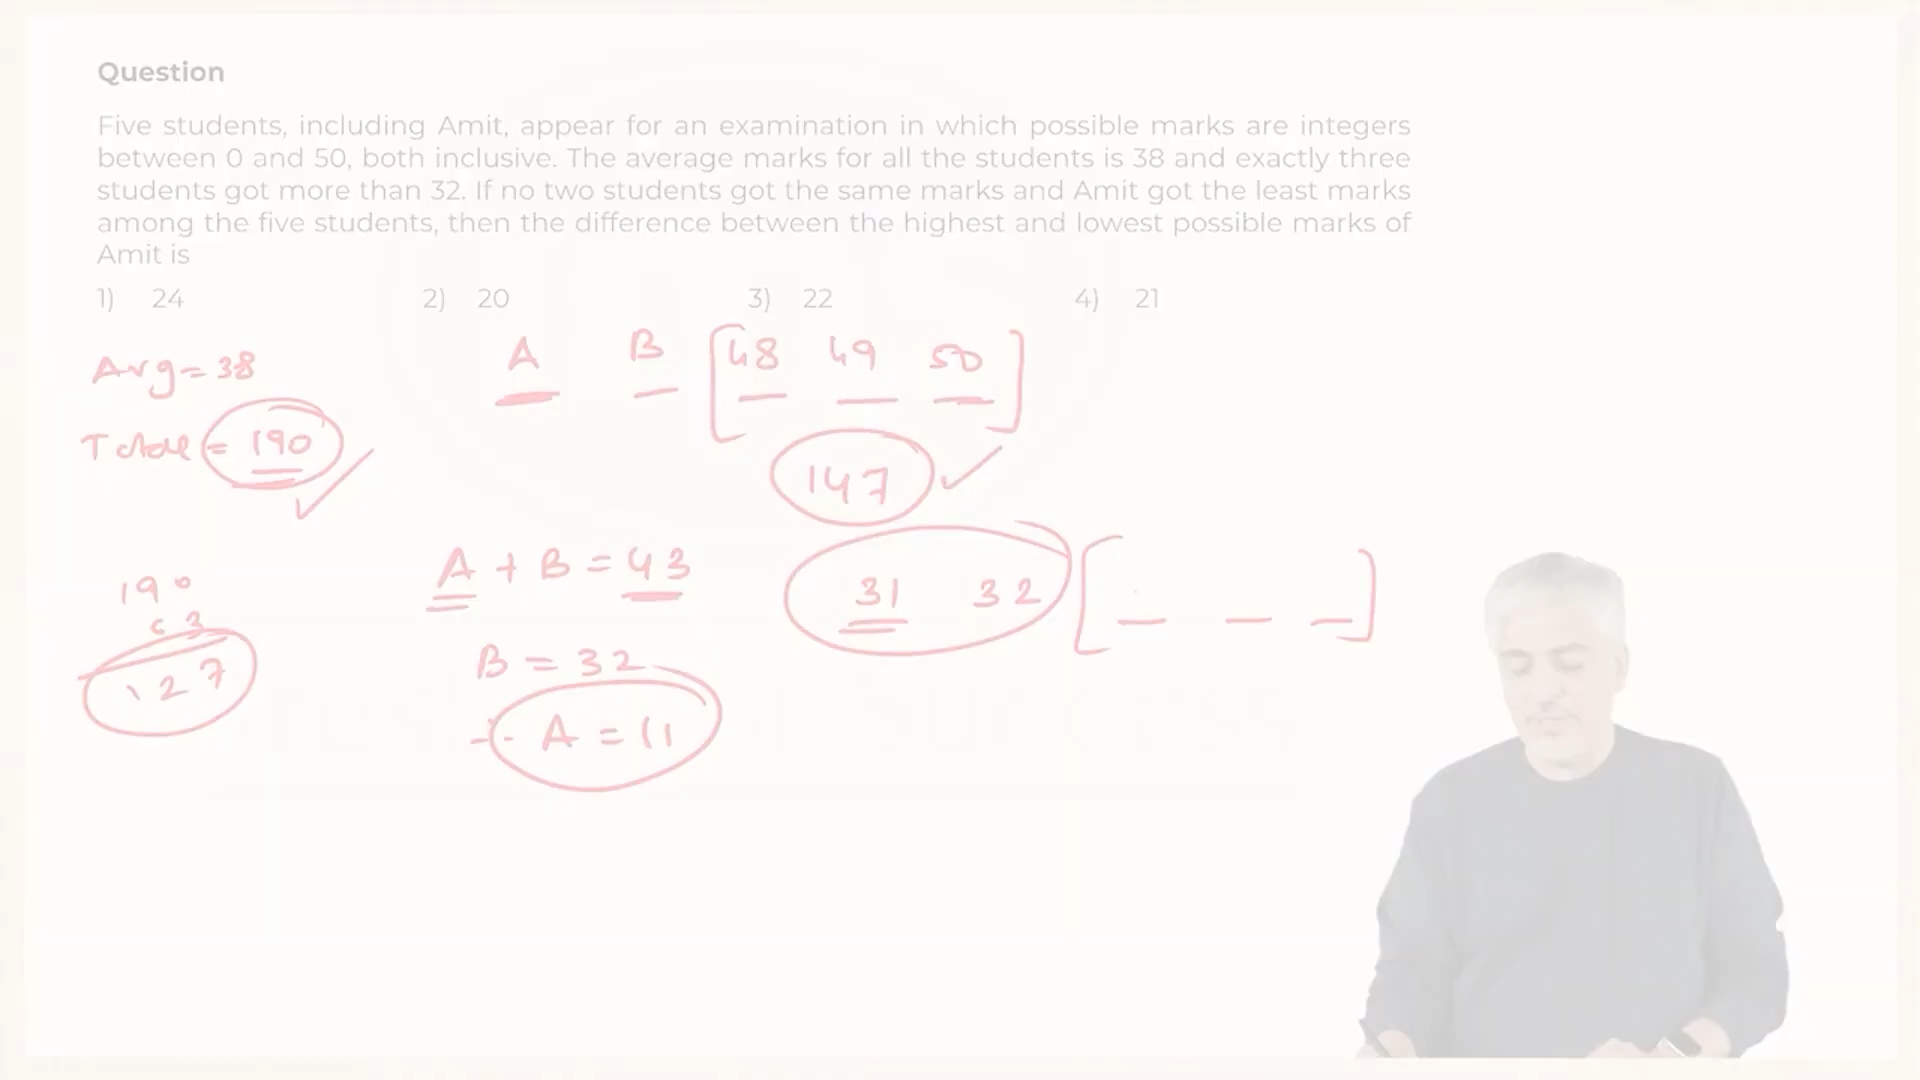 Question
Five students, including Amit, appear for an examination in which possible marks are integers
between 0 and 50, both inclusive. The average marks for all the students is 38 and exactly three
students got more than 32. If no two students got the same marks and Amit got the least marks
among the five students, then the difference between the highest and lowest possible marks of
Amit is
1) 24 2) 20 3) 22 4) 21
Avg = 38
A B [48 49 50]
Total = 190
147
A + B = 43
31 32 [_ _ _]
190
63
127
B = 32
∴ A = 11